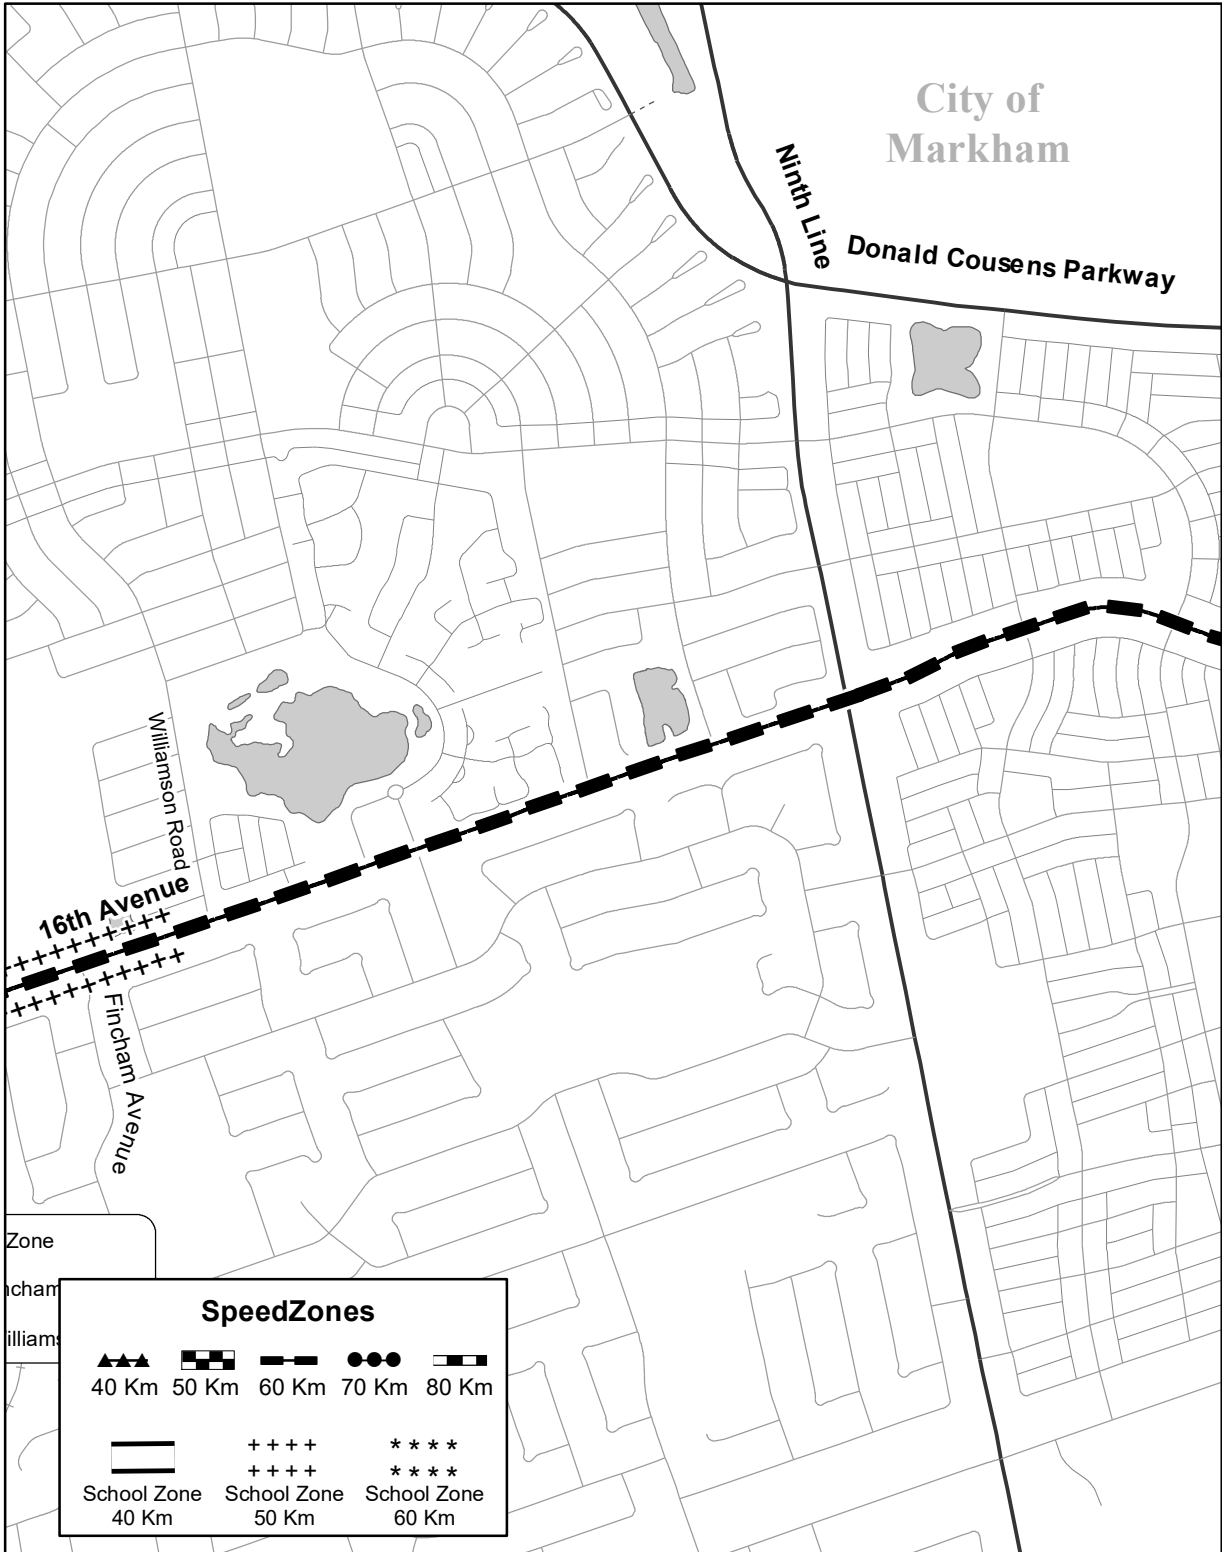 City of
Markham
Ninth Line
Donald Cousens Parkway
Williamson Road
16th Avenue
Fincham Avenue
Zone
ncham
illiams
SpeedZones
40 Km 50 Km 60 Km 70 Km 80 Km
School Zone School Zone School Zone
40 Km 50 Km 60 Km